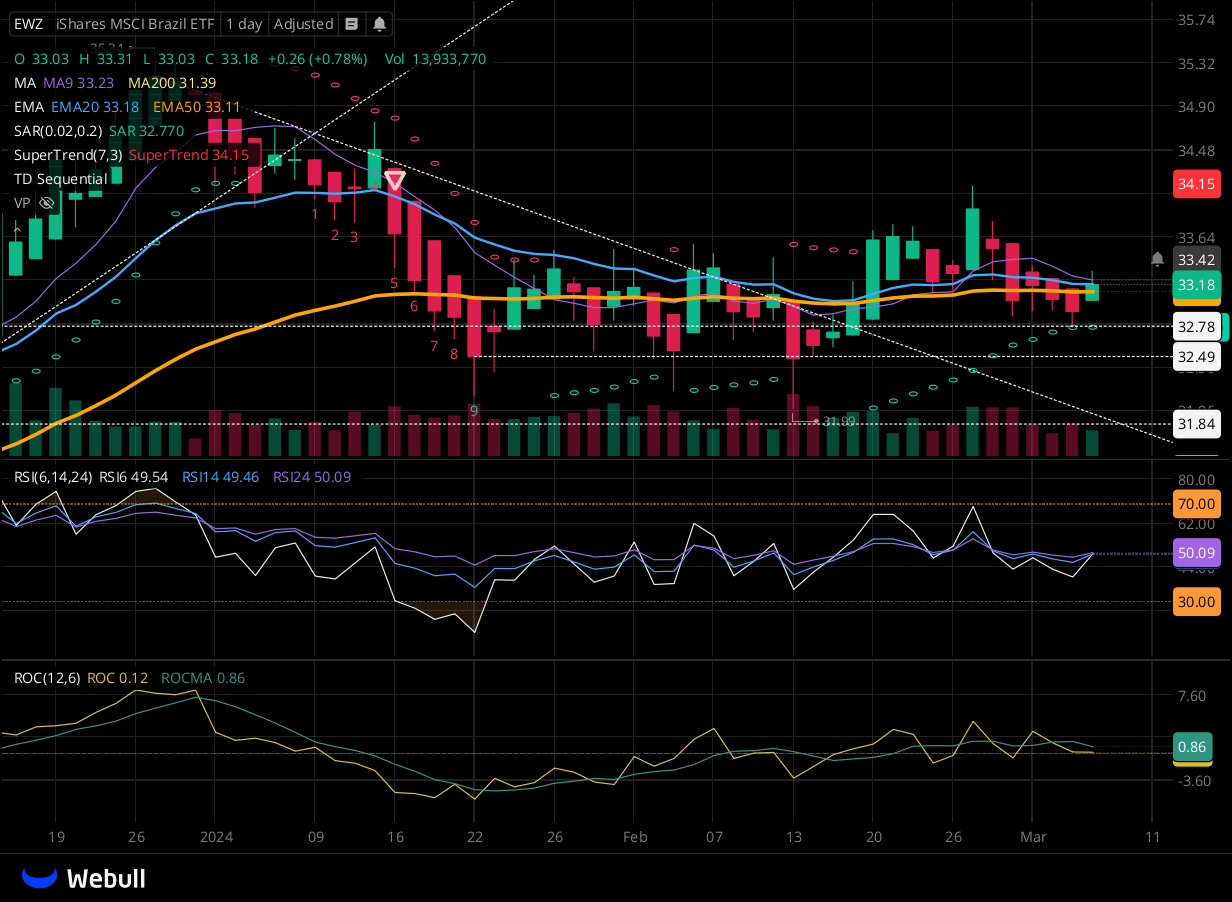 EWZ iShares MSCI Brazil ETF 1 day Adjusted
O 33.03 H 33.31 L 33.03 C 33.18 +0.26 (+0.78%) Vol 13,933,770
MA MA9 33.23 MA200 31.39
EMA EMA20 33.18 EMA50 33.11
SAR(0.02,0.2) SAR 32.770
SuperTrend(7,3) SuperTrend 34.15
TD Sequential
VP
35.74
35.32
34.90
34.48
34.15
33.64
33.42
33.18
32.78
32.49
31.84
1
2
3
5
6
7
8
9
31.99
RSI(6,14,24) RSI6 49.54 RSI14 49.46 RSI24 50.09
80.00
70.00
62.00
50.09
30.00
ROC(12,6) ROC 0.12 ROCMA 0.86
7.60
0.86
-3.60
19 26 2024 09 16 22 26 Feb 07 13 20 26 Mar 11
Webull